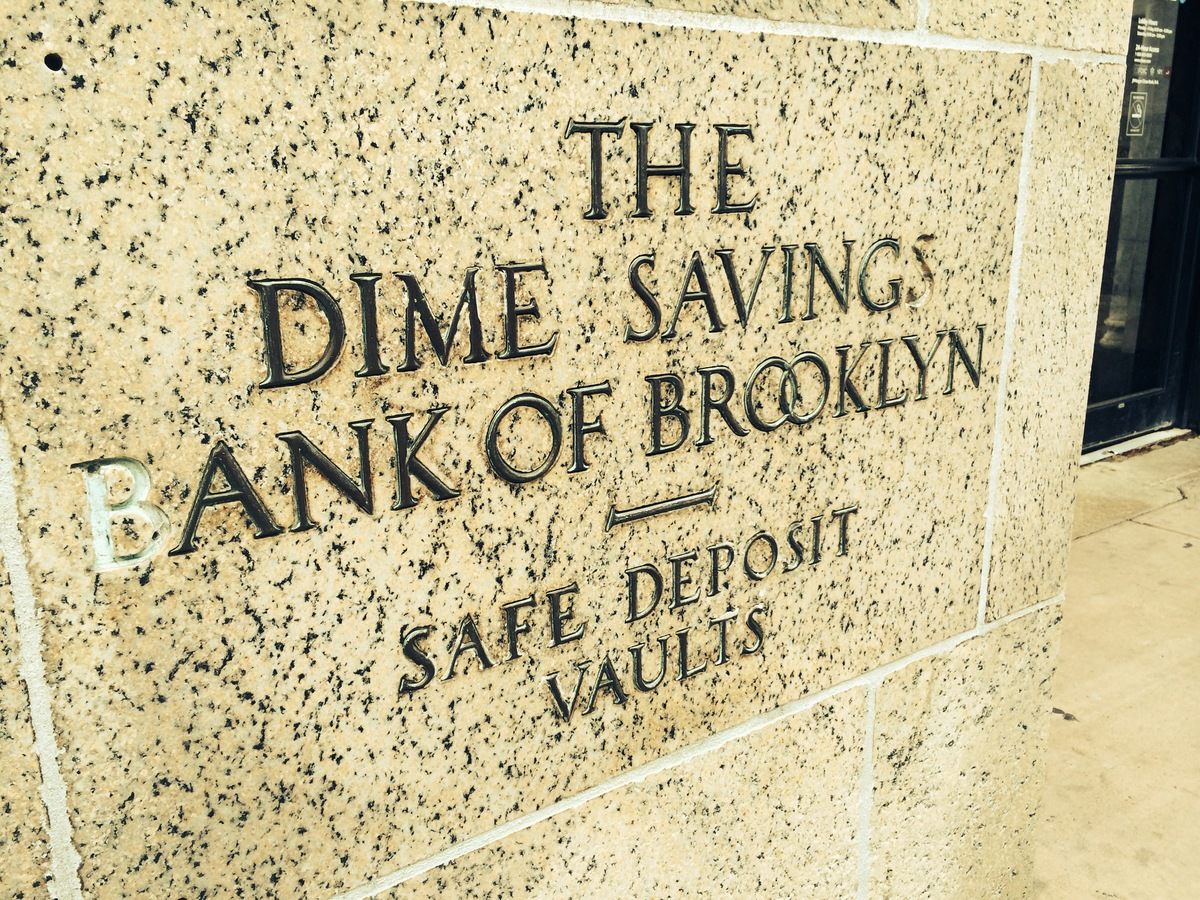 THE
DIME SAVINGS
BANK OF BROOKLYN
SAFE DEPOSIT
VAULTS